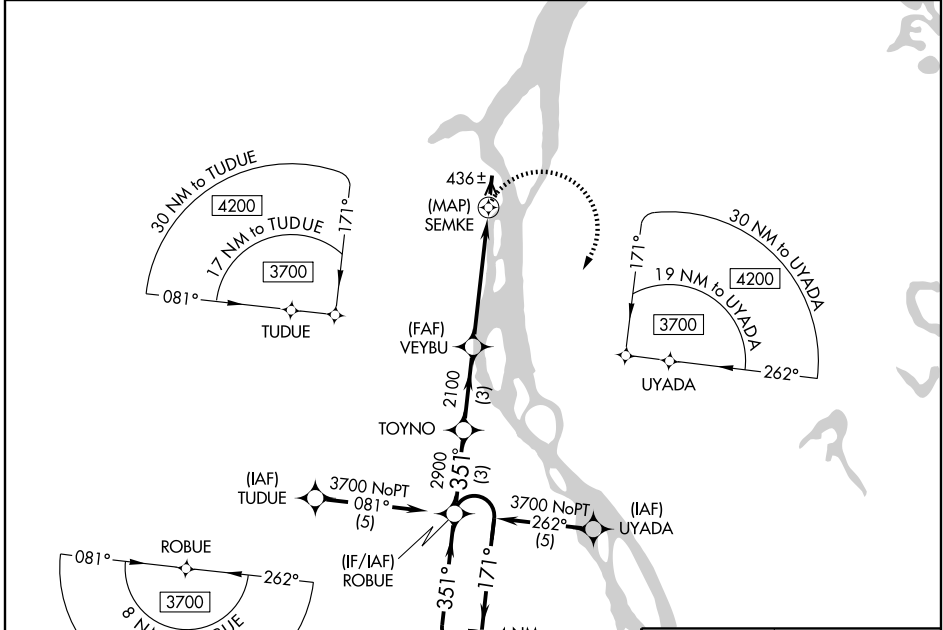 30 NM to TUDUE
4200
17 NM to TUDUE
3700
171°
081°
TUDUE
436±
(MAP)
SEMKE
30 NM to UYADA
4200
19 NM to UYADA
3700
171°
262°
UYADA
(FAF)
VEYBU
2100
(3)
TOYNO
2900
351°
(3)
(IAF)
TUDUE
3700 NoPT
081°
(5)
3700 NoPT
262°
(5)
(IAF)
UYADA
(IF/IAF)
ROBUE
351°
171°
ROBUE
081°
262°
3700